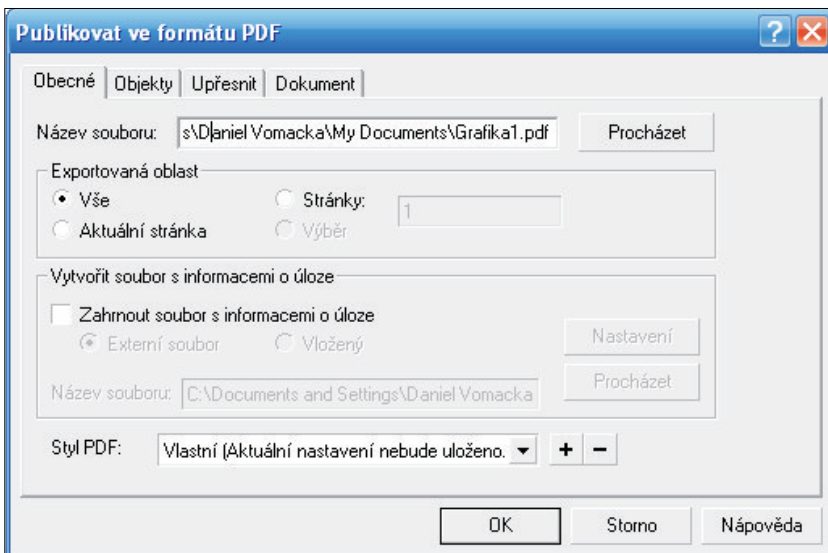 Publikovat ve formátu PDF
Obecné Objekty Upřesnit Dokument
Název souboru: s\Daniel Vomacka\My Documents\Grafika1.pdf Procházet
Exportovaná oblast
Vše Stránky: 1
Aktuální stránka Výběr
Vytvořit soubor s informacemi o úloze
Zahrnout soubor s informacemi o úloze
Externí soubor Vložený Nastavení
Název souboru: C:\Documents and Settings\Daniel Vomacka Procházet
Styl PDF: Vlastní (Aktuální nastavení nebude uloženo. + −
OK Storno Nápověda